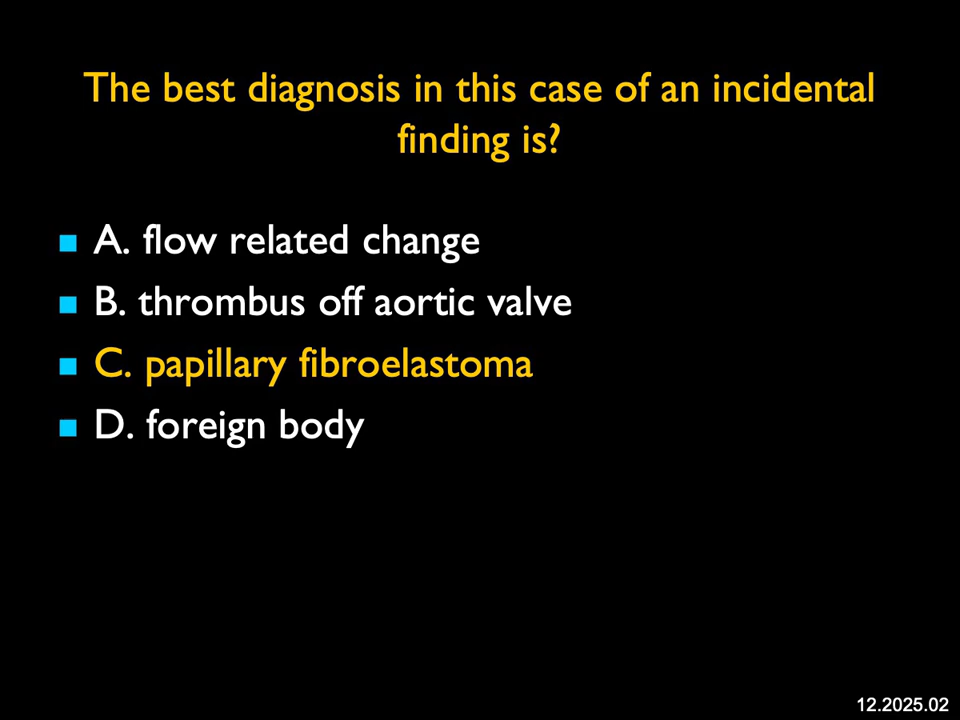 The best diagnosis in this case of an incidental
finding is?
A. flow related change
B. thrombus off aortic valve
C. papillary fibroelastoma
D. foreign body
12.2025.02